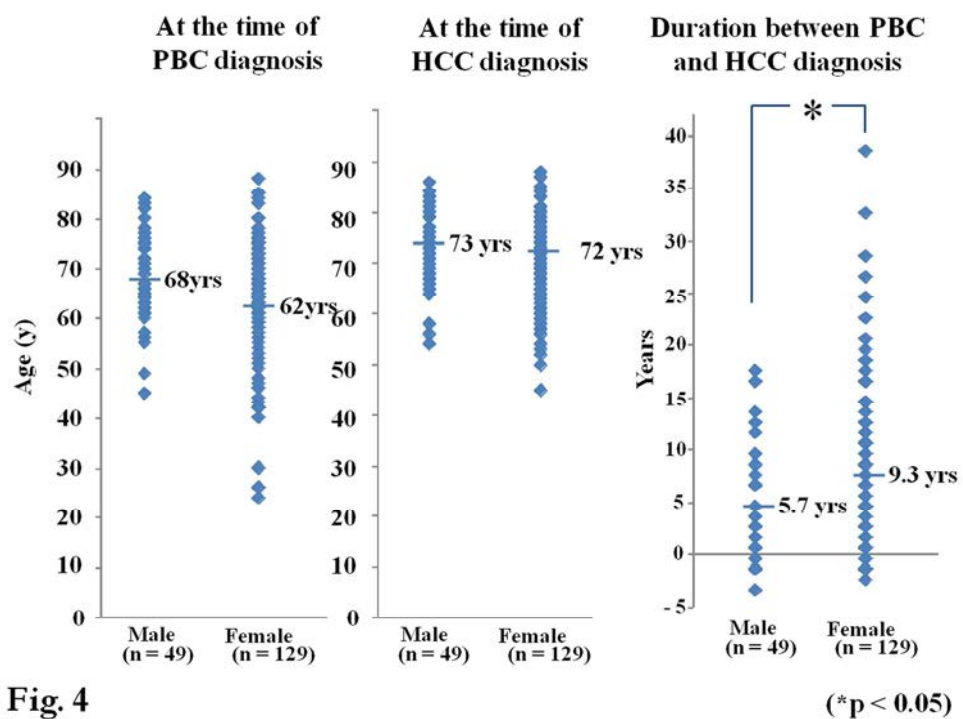 At the time of
PBC diagnosis
At the time of
HCC diagnosis
Duration between PBC
and HCC diagnosis
Age (y)
90
80
70
60
50
40
30
20
10
0
68yrs
62yrs
Male
(n = 49)
Female
(n = 129)
90
80
70
60
50
40
30
20
10
0
73 yrs
72 yrs
Male
(n = 49)
Female
(n = 129)
*
Years
40
35
30
25
20
15
10
5
0
-5
5.7 yrs
9.3 yrs
Male
(n = 49)
Female
(n = 129)
Fig. 4
(*p < 0.05)